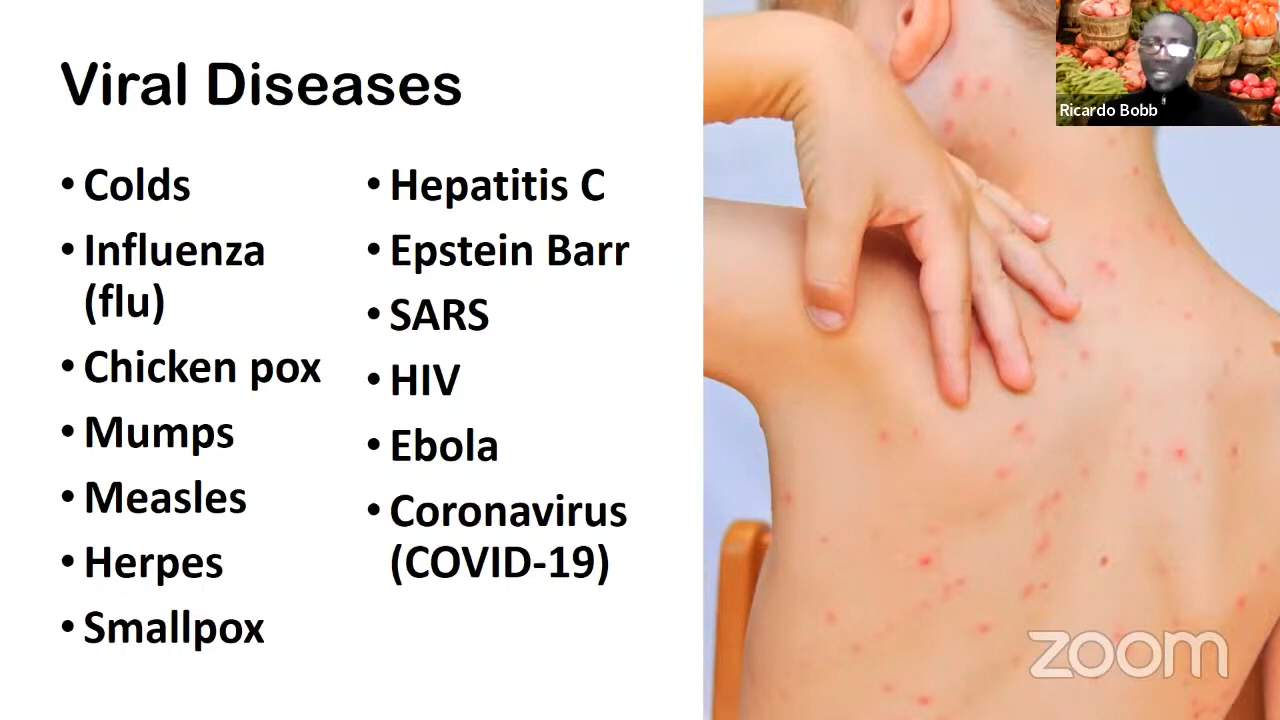 Viral Diseases
• Colds
• Influenza
(flu)
• Chicken pox
• Mumps
• Measles
• Herpes
• Smallpox
• Hepatitis C
• Epstein Barr
• SARS
• HIV
• Ebola
• Coronavirus
(COVID-19)
Ricardo Bobb
zoom